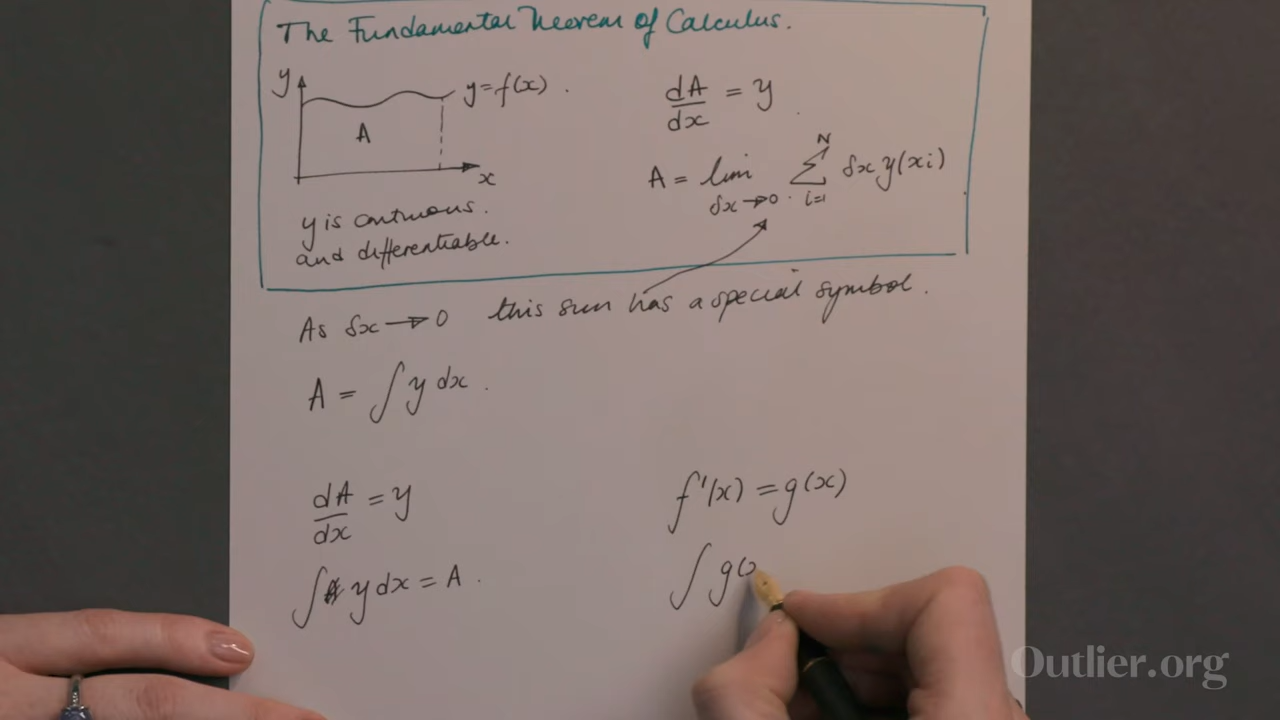 The Fundamental Theorem of Calculus.
y
y=f(x).
A
x
y is contnuous.
and differentiable.
dA/dx = y
A = lim δx→0 N Σ i=1 δx y(xi)
As δx → 0 this sum has a special symbol.
A = ∫ y dx.
dA/dx = y
∫ y dx = A.
f'(x) = g(x)
∫ g(
Outlier.org